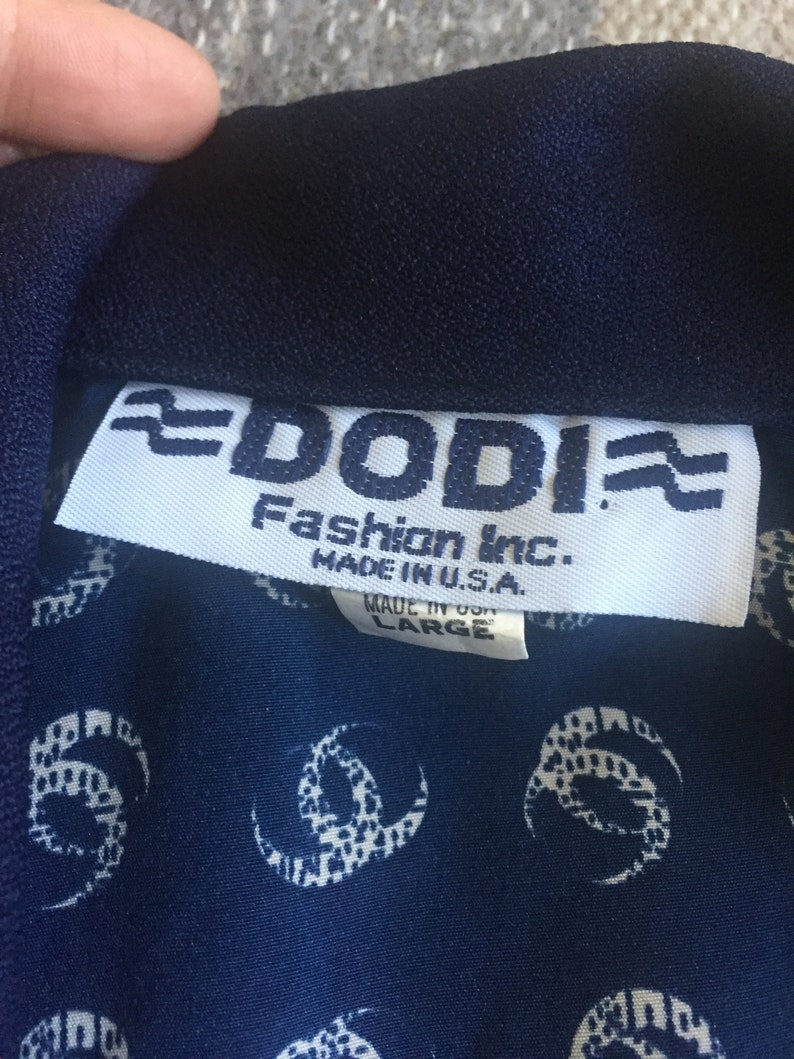 DODI.
Fashion Inc.
MADE IN U.S.A.
MADE IN USA
LARGE